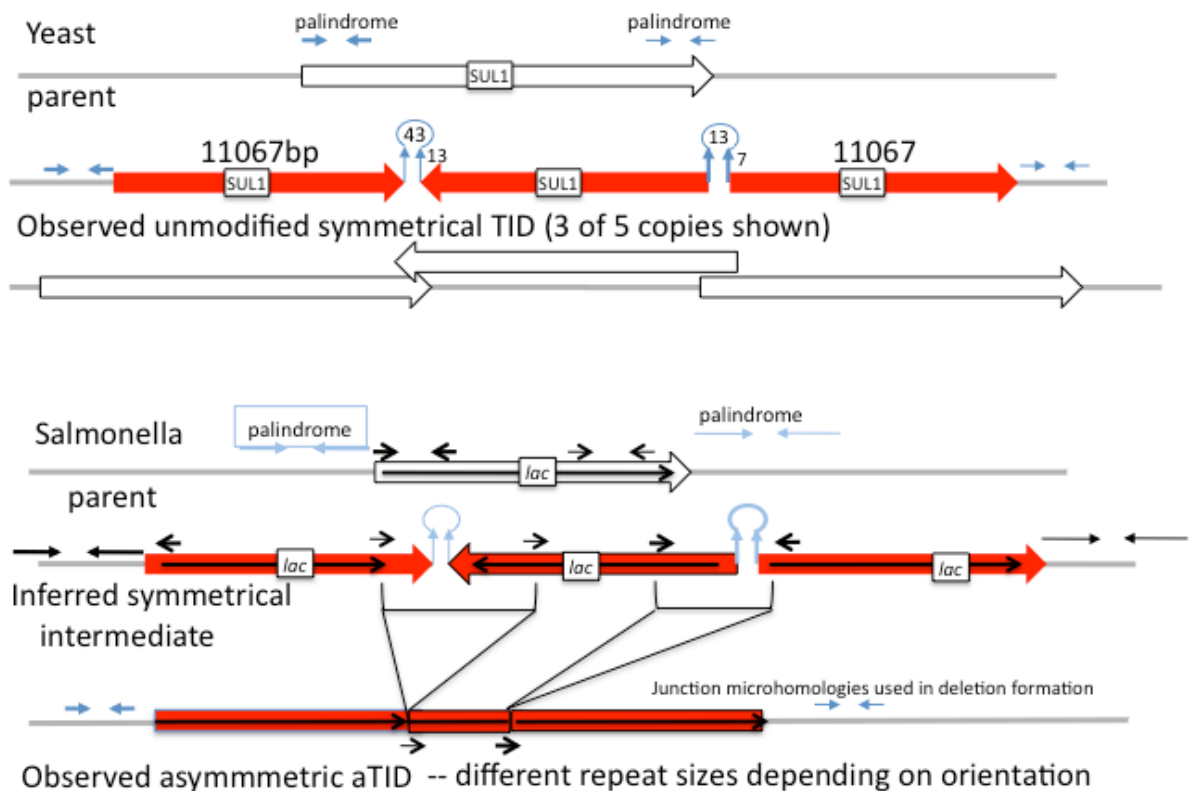 palindrome
palindrome
Yeast
SUL1
parent
43
13
11067bp
13
7
11067
SUL1
SUL1
SUL1
Observed unmodified symmetrical TID (3 of 5 copies shown)
palindrome
palindrome
Salmonella
lac
parent
lac
lac
lac
Inferred symmetrical
intermediate
Junction microhomologies used in deletion formation
Observed asymmmetric aTID -- different repeat sizes depending on orientation